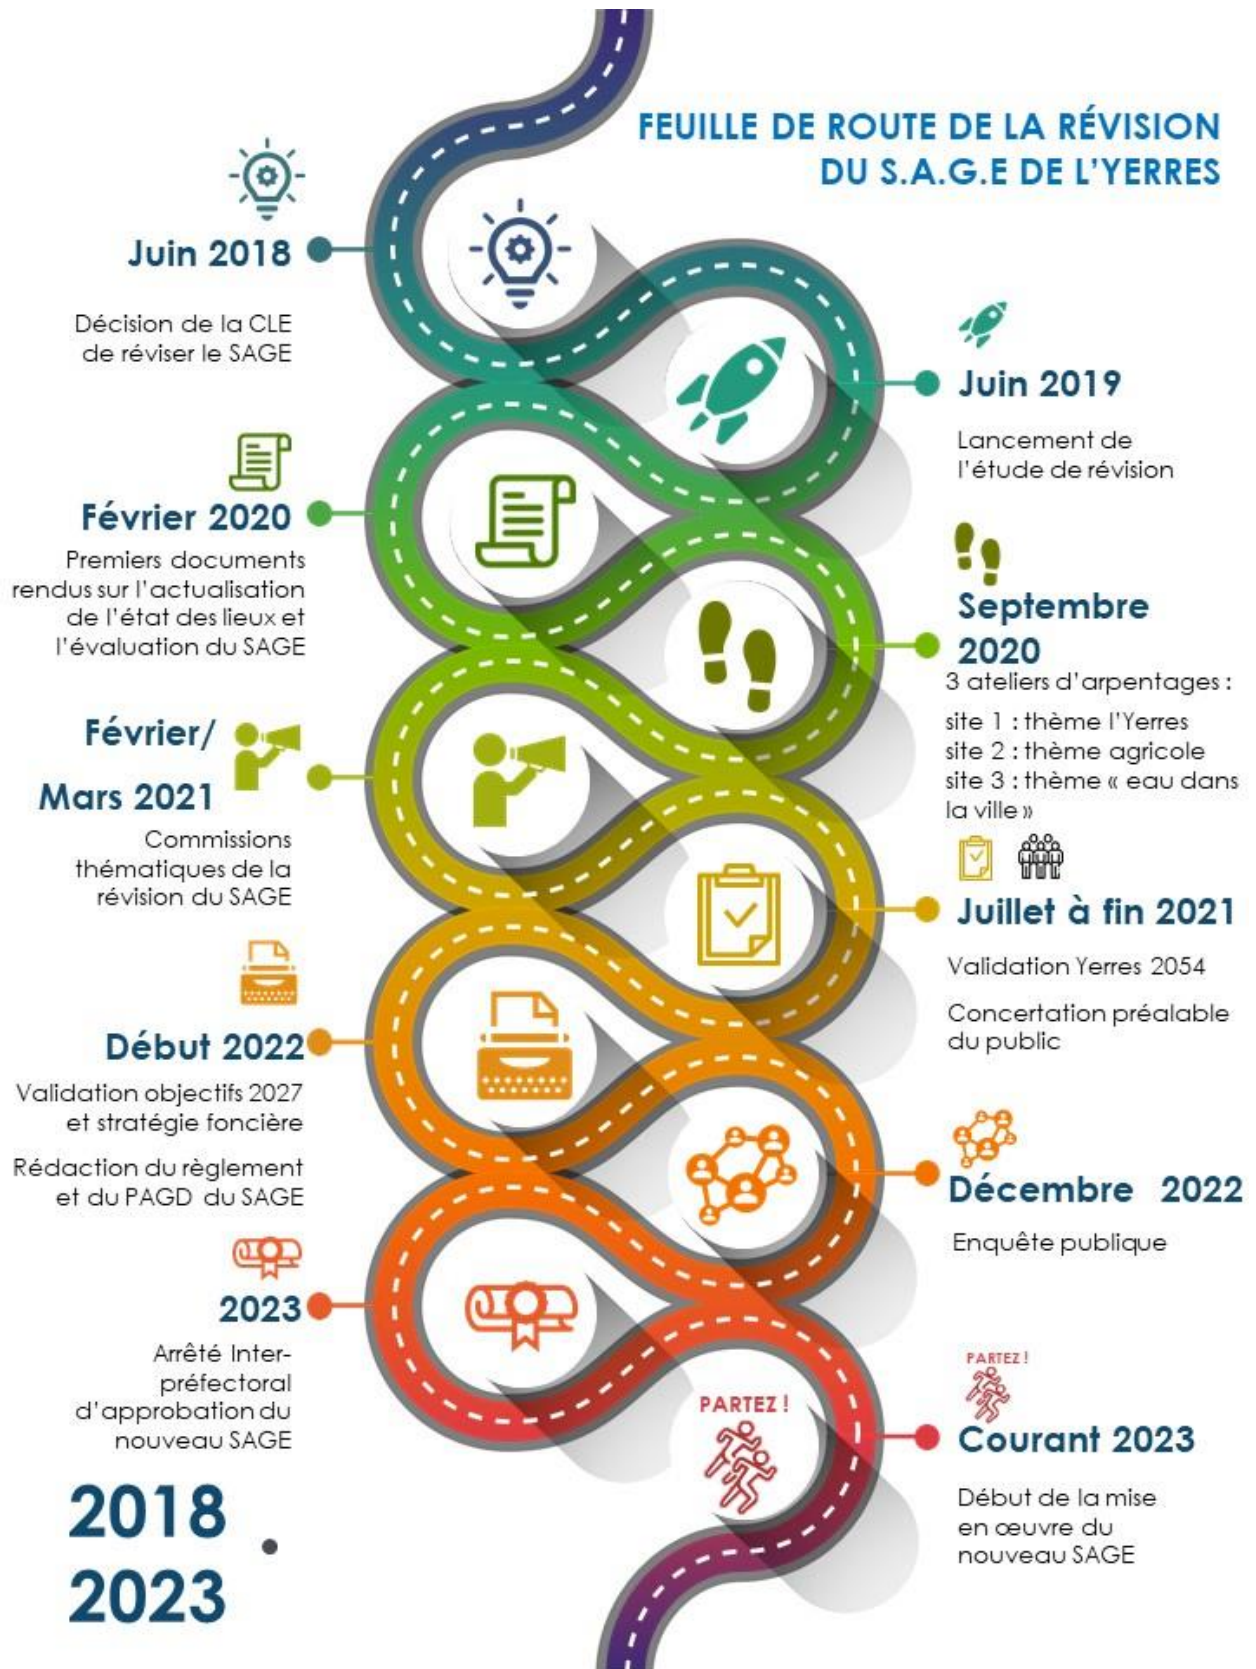 FEUILLE DE ROUTE DE LA RÉVISION
DU S.A.G.E DE L'YERRES
Juin 2018
Décision de la CLE
de réviser le SAGE
Juin 2019
Lancement de
l'étude de révision
Février 2020
Premiers documents
rendus sur l'actualisation
de l'état des lieux et
l'évaluation du SAGE
Septembre
2020
3 ateliers d'arpentages :
site 1 : thème l'Yerres
site 2 : thème agricole
site 3 : thème « eau dans
la ville »
Février/
Mars 2021
Commissions
thématiques de la
révision du SAGE
Juillet à fin 2021
Validation Yerres 2054
Concertation préalable
du public
Début 2022
Validation objectifs 2027
et stratégie foncière
Rédaction du règlement
et du PAGD du SAGE
Décembre 2022
Enquête publique
2023
Arrêté Inter-
préfectoral
d'approbation du
nouveau SAGE
PARTEZ !
PARTEZ !
Courant 2023
Début de la mise
en œuvre du
nouveau SAGE
2018
2023